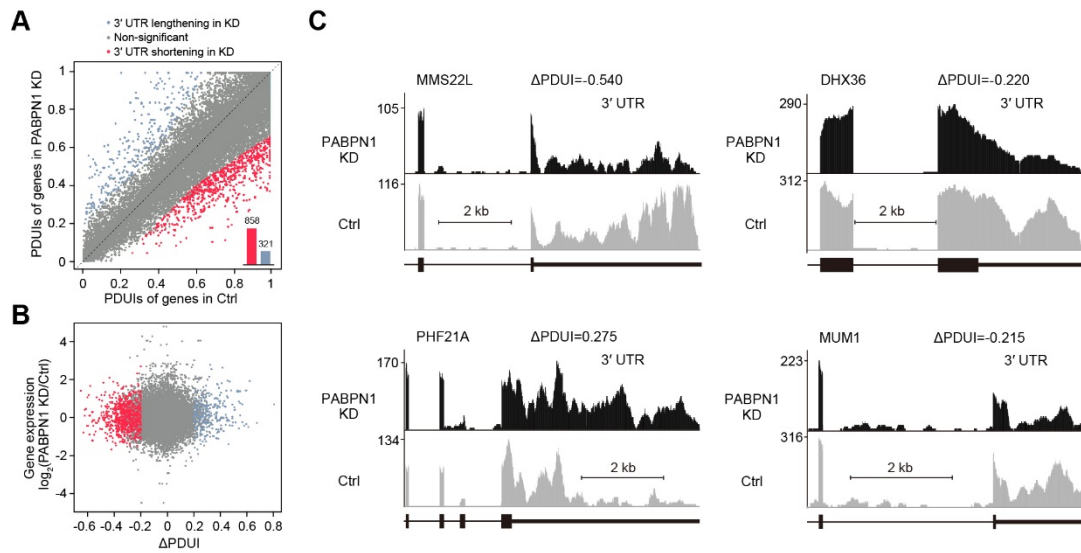 A
3′ UTR lengthening in KD
Non-significant
3′ UTR shortening in KD
PDUIs of genes in PABPN1 KD
1
0.8
0.6
0.4
0.2
0
858
321
0 0.2 0.4 0.6 0.8 1
PDUIs of genes in Ctrl
B
Gene expression
log2(PABPN1 KD/Ctrl)
4
2
0
-2
-4
-0.6 -0.4 -0.2 0 0.2 0.4 0.6 0.8
ΔPDUI
C
MMS22L ΔPDUI=-0.540
3′ UTR
105
PABPN1
KD
116
2 kb
Ctrl
DHX36 ΔPDUI=-0.220
3′ UTR
290
PABPN1
KD
312
2 kb
Ctrl
PHF21A ΔPDUI=0.275
3′ UTR
170
PABPN1
KD
134
2 kb
Ctrl
MUM1 ΔPDUI=-0.215
3′ UTR
223
PABPN1
KD
316
2 kb
Ctrl